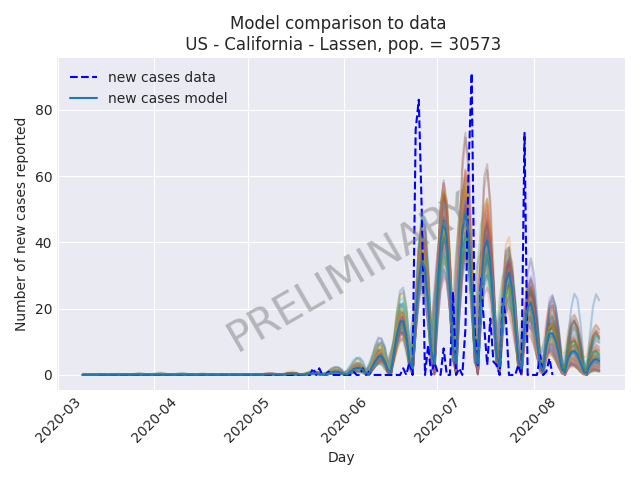 Model comparison to data
US - California - Lassen, pop. = 30573
new cases data
new cases model
PRELIMINARY
Number of new cases reported
80
60
40
20
0
2020-03
2020-04
2020-05
2020-06
2020-07
2020-08
Day